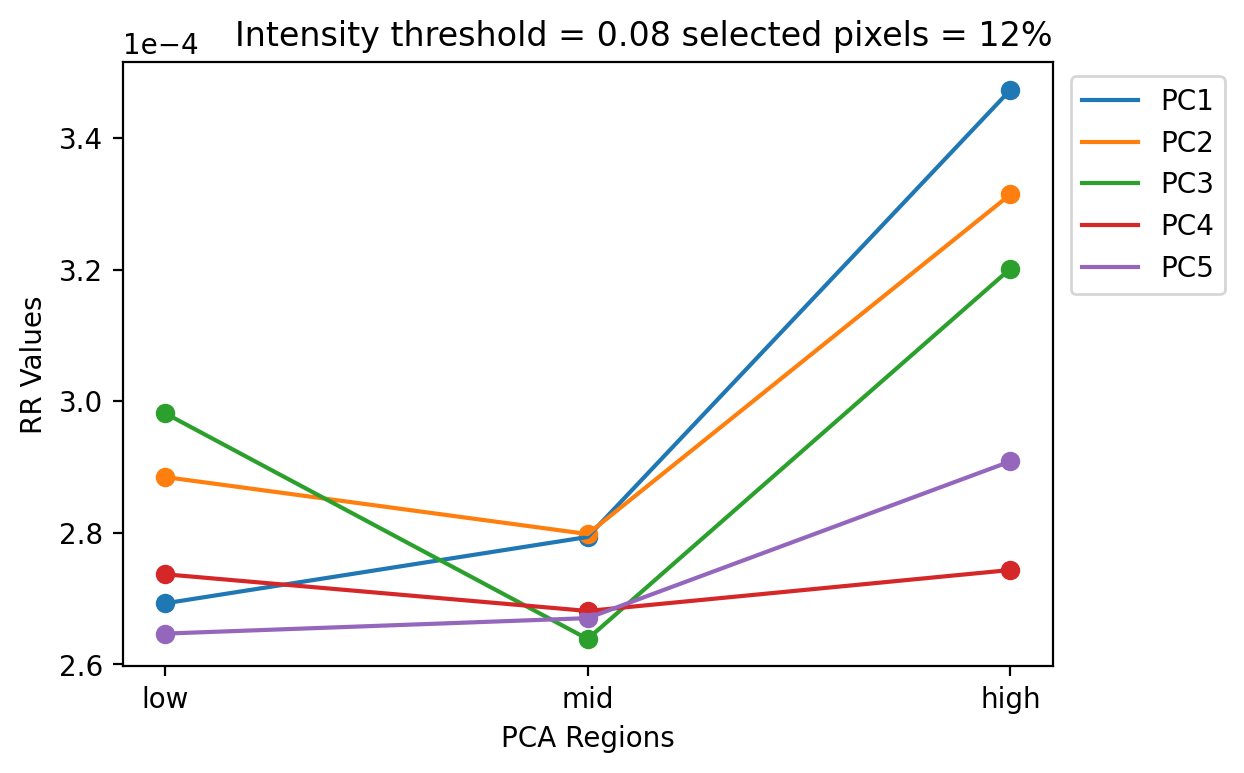 Intensity threshold = 0.08 selected pixels = 12%
1e−4
3.4
3.2
3.0
2.8
2.6
RR Values
low
mid
high
PCA Regions
PC1
PC2
PC3
PC4
PC5